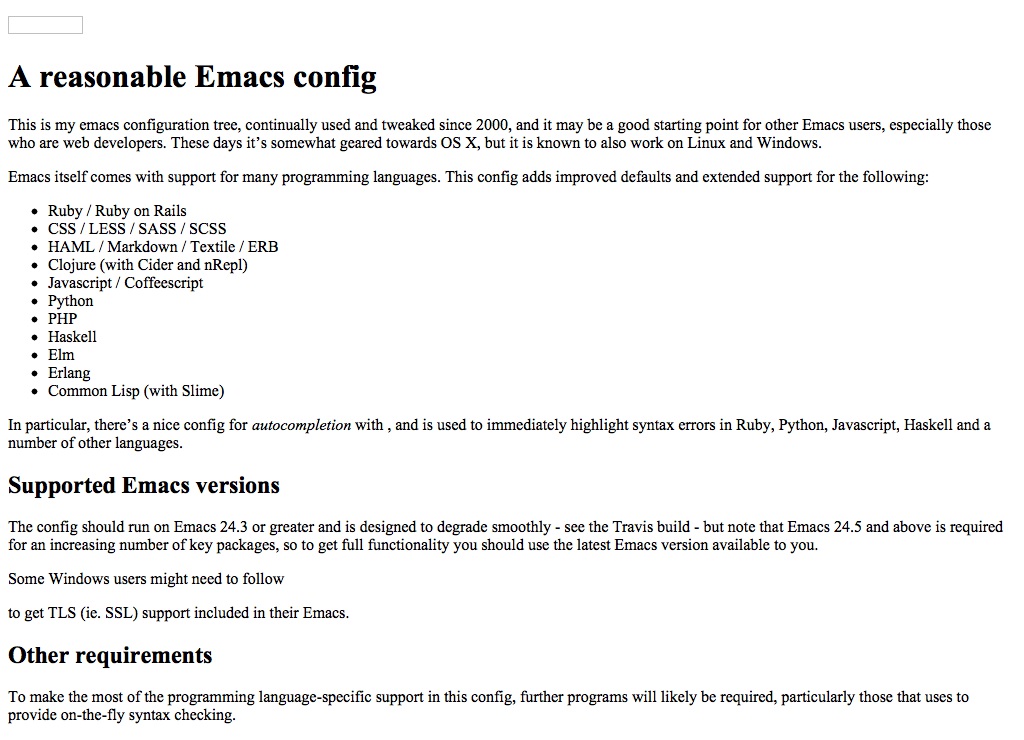 A reasonable Emacs config
This is my emacs configuration tree, continually used and tweaked since 2000, and it may be a good starting point for other Emacs users, especially those
who are web developers. These days it’s somewhat geared towards OS X, but it is known to also work on Linux and Windows.
Emacs itself comes with support for many programming languages. This config adds improved defaults and extended support for the following:
• Ruby / Ruby on Rails
• CSS / LESS / SASS / SCSS
• HAML / Markdown / Textile / ERB
• Clojure (with Cider and nRepl)
• Javascript / Coffeescript
• Python
• PHP
• Haskell
• Elm
• Erlang
• Common Lisp (with Slime)
In particular, there’s a nice config for autocompletion with , and is used to immediately highlight syntax errors in Ruby, Python, Javascript, Haskell and a
number of other languages.
Supported Emacs versions
The config should run on Emacs 24.3 or greater and is designed to degrade smoothly - see the Travis build - but note that Emacs 24.5 and above is required
for an increasing number of key packages, so to get full functionality you should use the latest Emacs version available to you.
Some Windows users might need to follow
to get TLS (ie. SSL) support included in their Emacs.
Other requirements
To make the most of the programming language-specific support in this config, further programs will likely be required, particularly those that uses to
provide on-the-fly syntax checking.